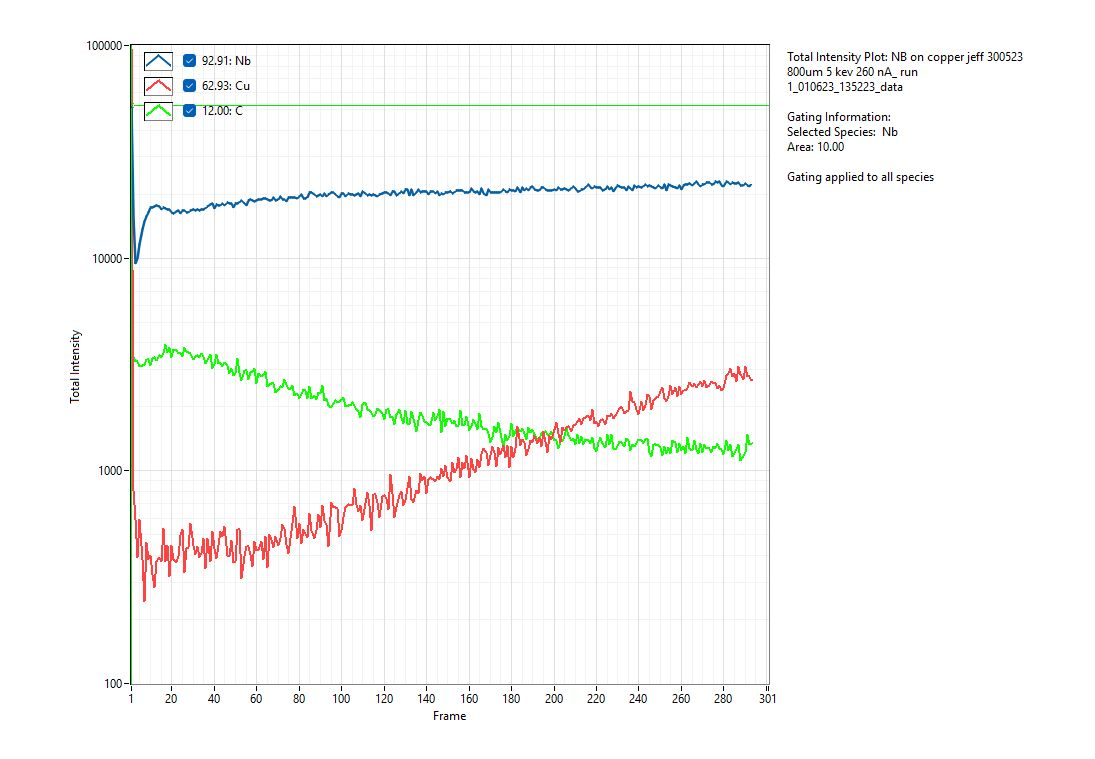 100000
92.91: Nb
62.93: Cu
12.00: C
10000
1000
100
Total Intensity
1 20 40 60 80 100 120 140 160 180 200 220 240 260 280 301
Frame
Total Intensity Plot: NB on copper jeff 300523
800um 5 kev 260 nA_ run
1_010623_135223_data
Gating Information:
Selected Species:  Nb
Area: 10.00
Gating applied to all species